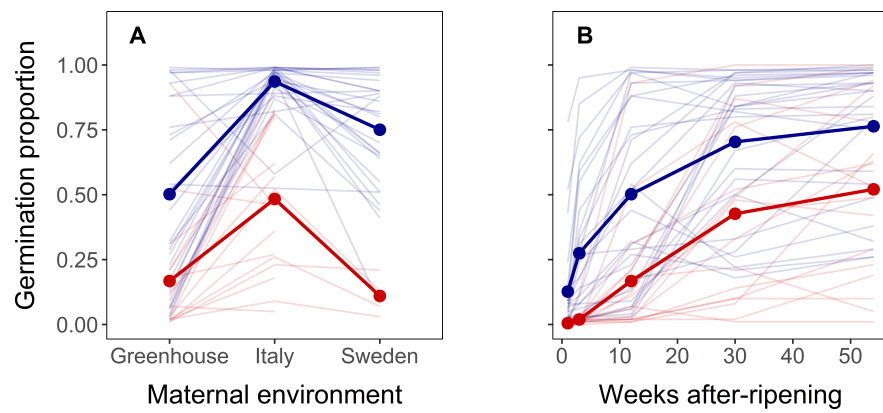 A
B
Germination proportion
1.00
0.75
0.50
0.25
0.00
Greenhouse Italy Sweden
0 10 20 30 40 50
Maternal environment
Weeks after-ripening